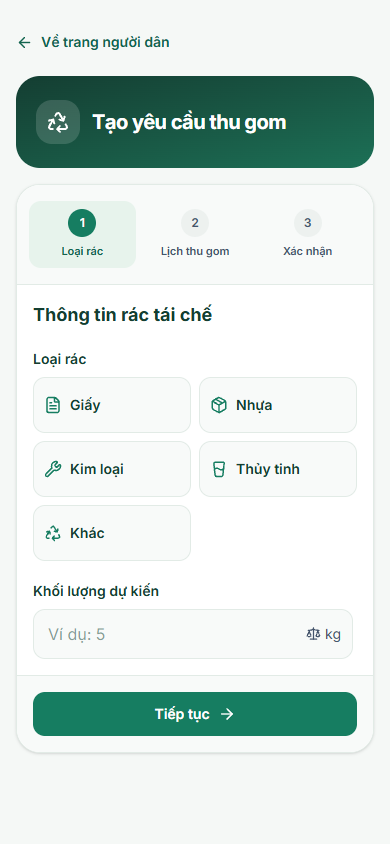 Về trang người dân
Tạo yêu cầu thu gom
1
2
3
Loại rác
Lịch thu gom
Xác nhận
Thông tin rác tái chế
Loại rác
Giấy
Nhựa
Kim loại
Thủy tinh
Khác
Khối lượng dự kiến
Ví dụ: 5
kg
Tiếp tục